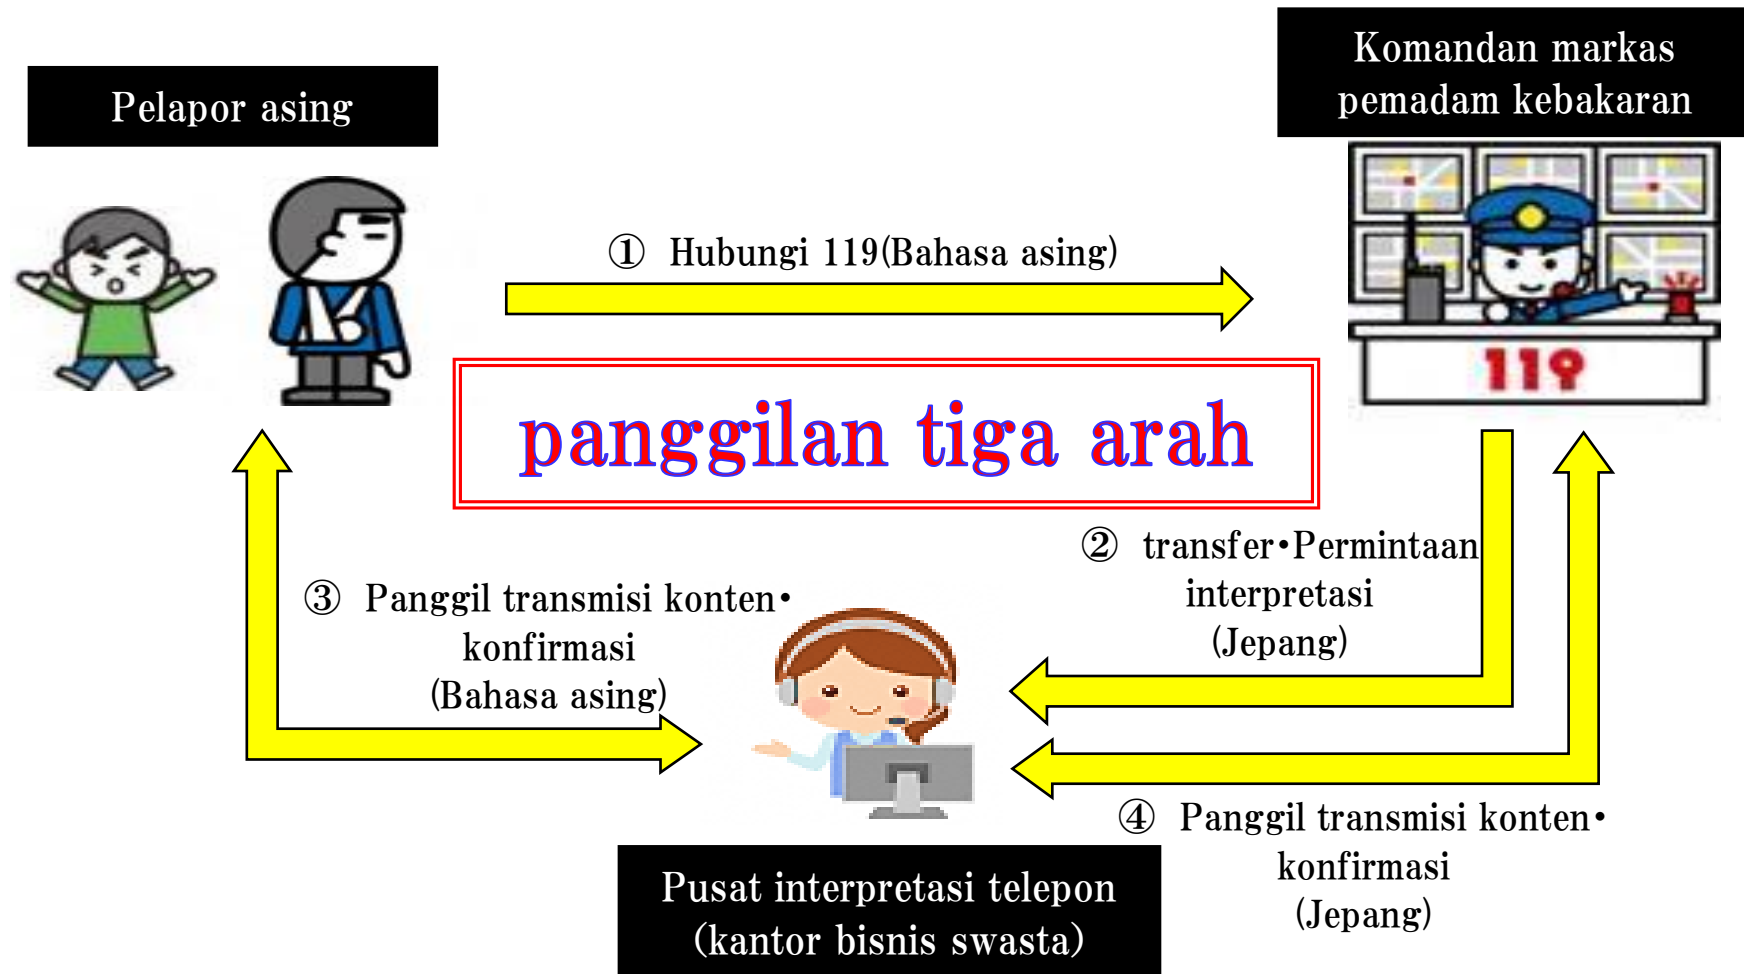 Pelapor asing
Komandan markas
pemadam kebakaran
① Hubungi 119(Bahasa asing)
119
panggilan tiga arah
② transfer・Permintaan
interpretasi
(Jepang)
③ Panggil transmisi konten・
konfirmasi
(Bahasa asing)
④ Panggil transmisi konten・
konfirmasi
(Jepang)
Pusat interpretasi telepon
(kantor bisnis swasta)